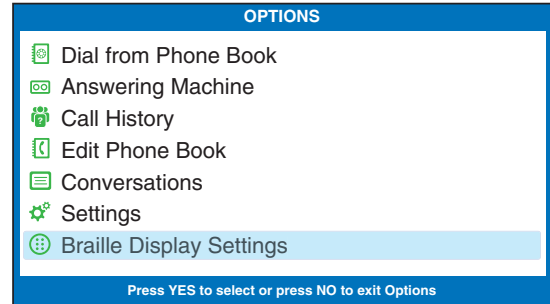 OPTIONS
Dial from Phone Book
Answering Machine
Call History
Edit Phone Book
Conversations
Settings
Braille Display Settings
Press YES to select or press NO to exit Options